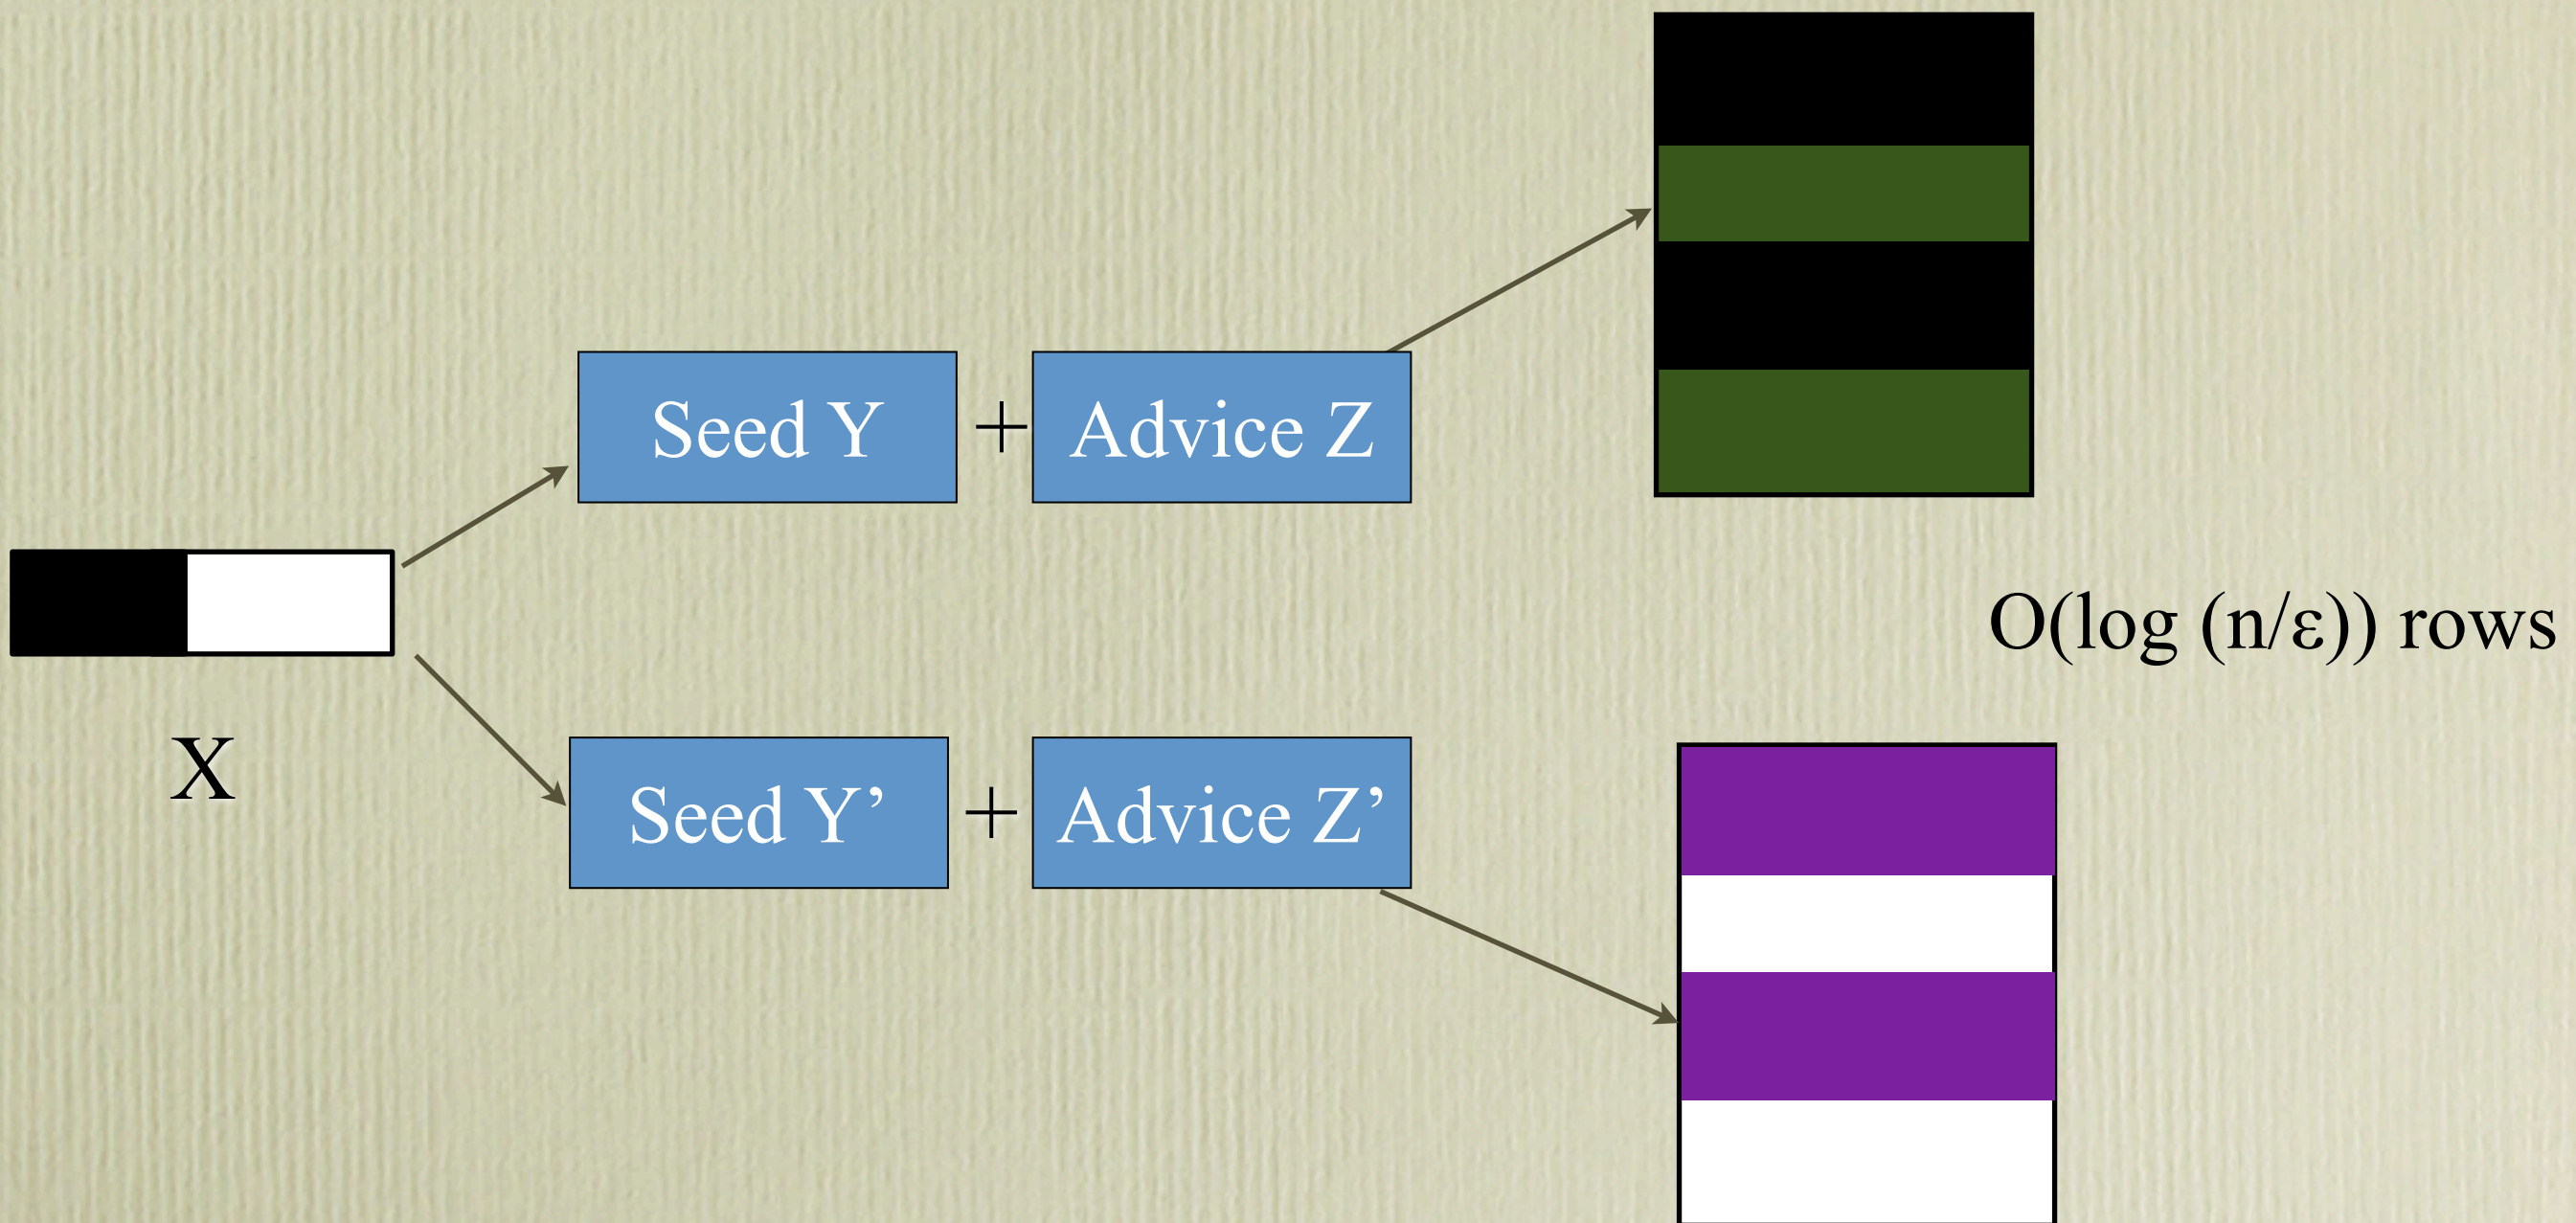 Seed Y + Advice Z
O(log (n/ε)) rows
X
Seed Y’ + Advice Z’